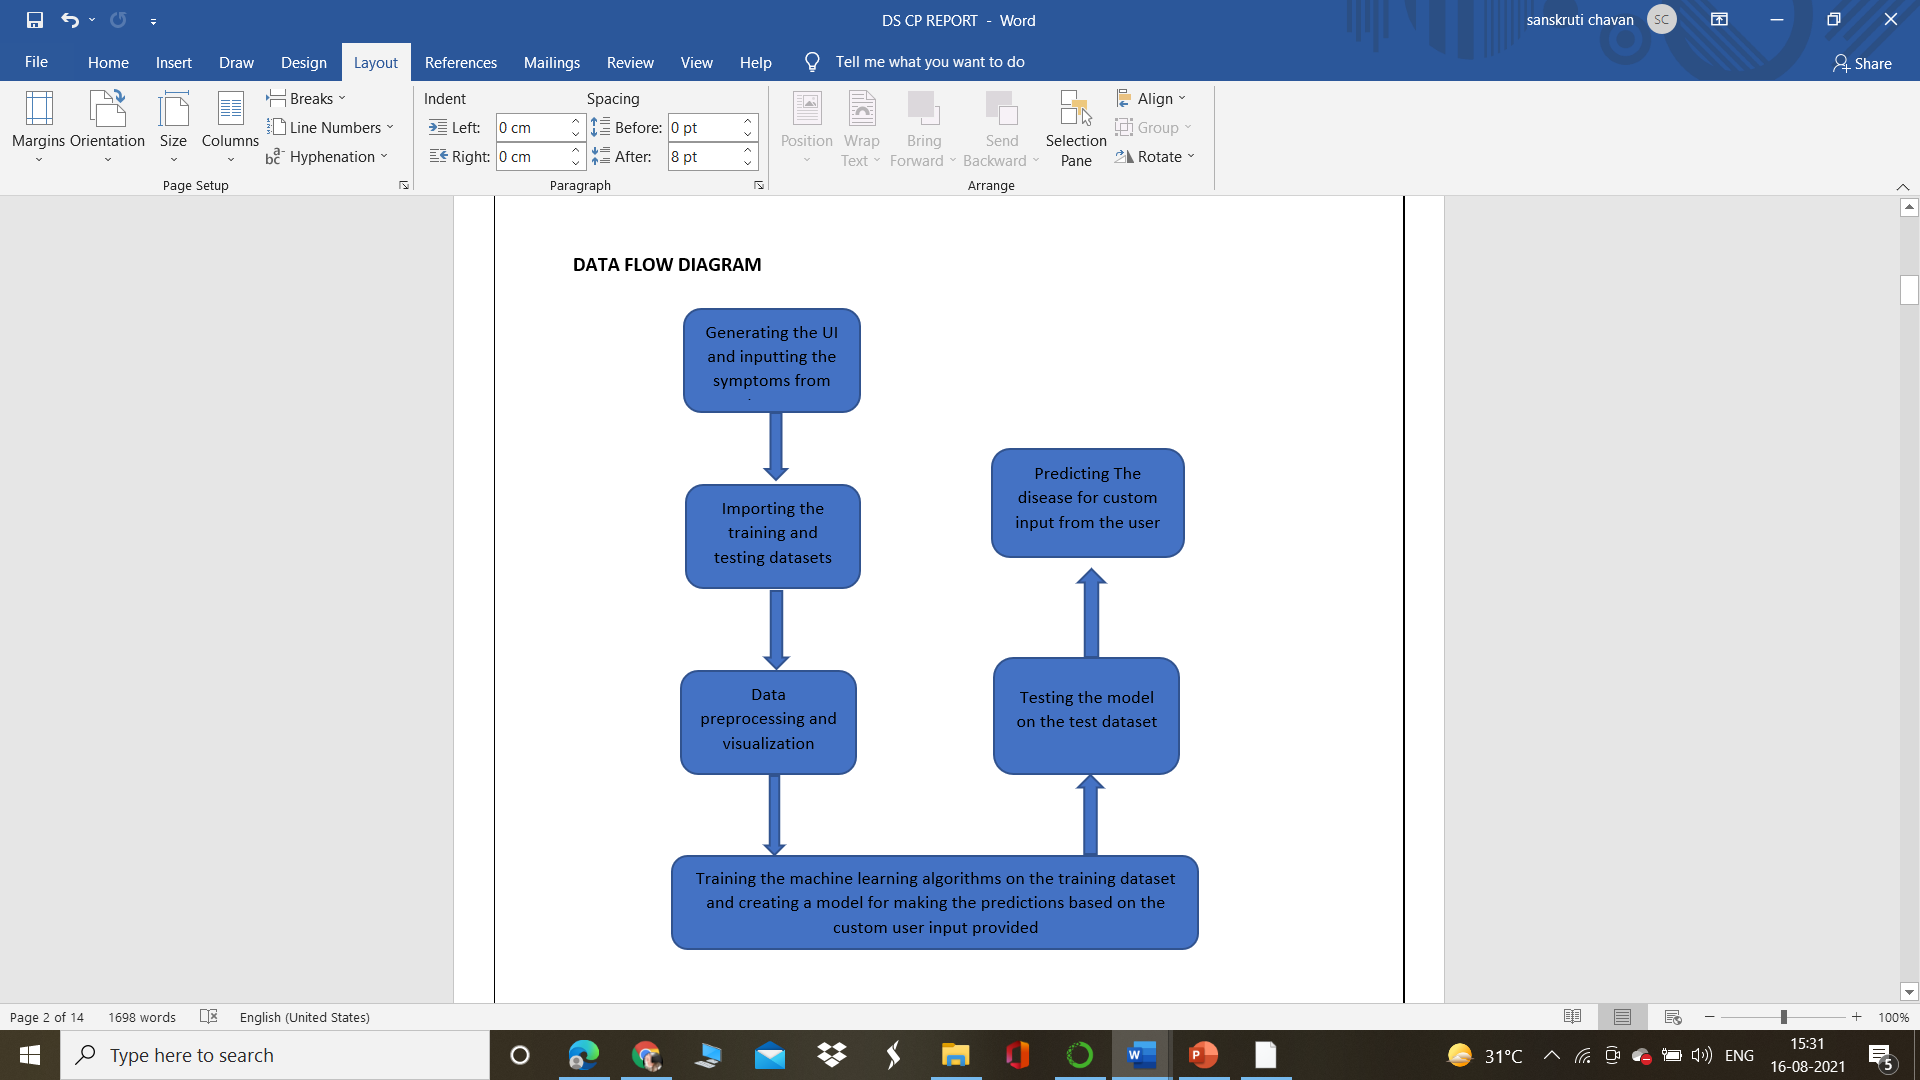 DS CP REPORT - Word
sanskruti chavan
SC
File
Home
Insert
Draw
Design
Layout
References
Mailings
Review
View
Help
Tell me what you want to do
Share
Margins
Orientation
Size
Columns
Breaks
Line Numbers
Hyphenation
Page Setup
Indent
Left: 0 cm
Right: 0 cm
Spacing
Before: 0 pt
After: 8 pt
Paragraph
Position
Wrap
Text
Bring
Forward
Send
Backward
Selection
Pane
Align
Group
Rotate
Arrange
DATA FLOW DIAGRAM
Generating the UI
and inputting the
symptoms from
Importing the
training and
testing datasets
Data
preprocessing and
visualization
Training the machine learning algorithms on the training dataset
and creating a model for making the predictions based on the
custom user input provided
Testing the model
on the test dataset
Predicting The
disease for custom
input from the user
Page 2 of 14
1698 words
English (United States)
100%
Type here to search
31°C
ENG
15:31
16-08-2021
5